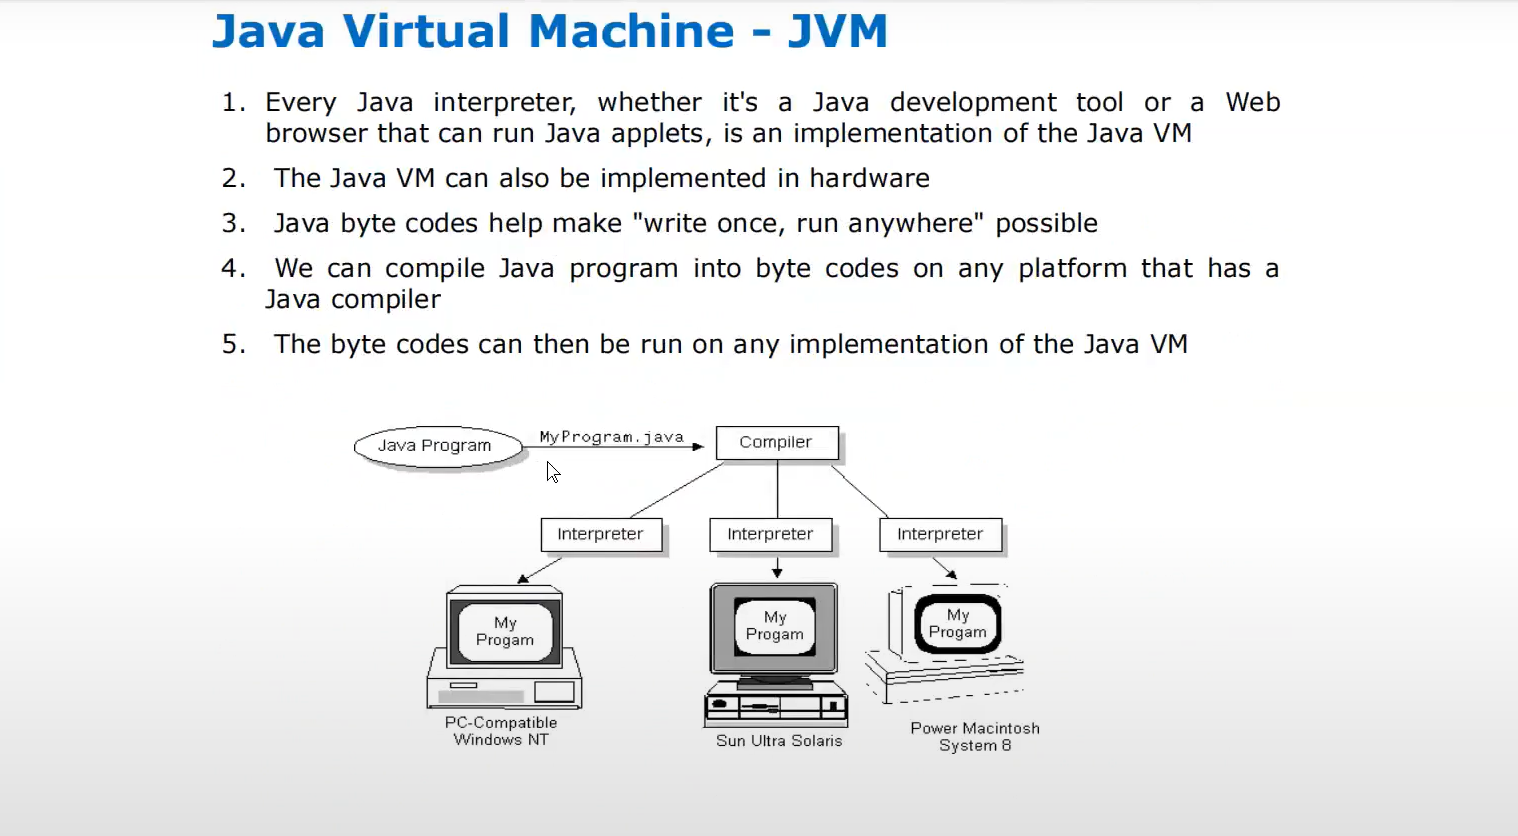 Java Virtual Machine - JVM
1. Every Java interpreter, whether it's a Java development tool or a Web
browser that can run Java applets, is an implementation of the Java VM
2. The Java VM can also be implemented in hardware
3. Java byte codes help make "write once, run anywhere" possible
4. We can compile Java program into byte codes on any platform that has a
Java compiler
5. The byte codes can then be run on any implementation of the Java VM
Java Program
MyProgram.java
Compiler
Interpreter
Interpreter
Interpreter
My
Progam
My
Progam
My
Progam
PC-Compatible
Windows NT
Sun Ultra Solaris
Power Macintosh
System 8